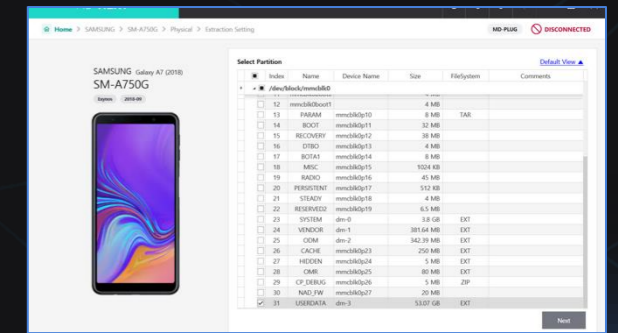 Home > SAMSUNG > SM-A750G > Physical > Extraction Setting
MD-PLUG DISCONNECTED
SAMSUNG Galaxy A7 (2018)
SM-A750G
Exynos 2018-09
Select Partition Default View ▲
Index Name Device Name Size FileSystem Comments
/dev/block/mmcblk0
12 mmcblk0boot1 4 MB
13 PARAM mmcblk0p10 8 MB TAR
14 BOOT mmcblk0p11 32 MB
15 RECOVERY mmcblk0p12 38 MB
16 DTBO mmcblk0p13 4 MB
17 BOTA1 mmcblk0p14 8 MB
18 MISC mmcblk0p15 1024 KB
19 RADIO mmcblk0p16 45 MB
20 PERSISTENT mmcblk0p17 512 KB
21 STEADY mmcblk0p18 4 MB
22 RESERVED2 mmcblk0p19 6.5 MB
23 SYSTEM dm-0 3.8 GB EXT
24 VENDOR dm-1 381.64 MB EXT
25 ODM dm-2 342.39 MB EXT
26 CACHE mmcblk0p23 250 MB EXT
27 HIDDEN mmcblk0p24 5 MB EXT
28 OMR mmcblk0p25 80 MB EXT
29 CP_DEBUG mmcblk0p26 5 MB ZIP
30 NAD_FW mmcblk0p27 20 MB
31 USERDATA dm-3 53.07 GB EXT
Next